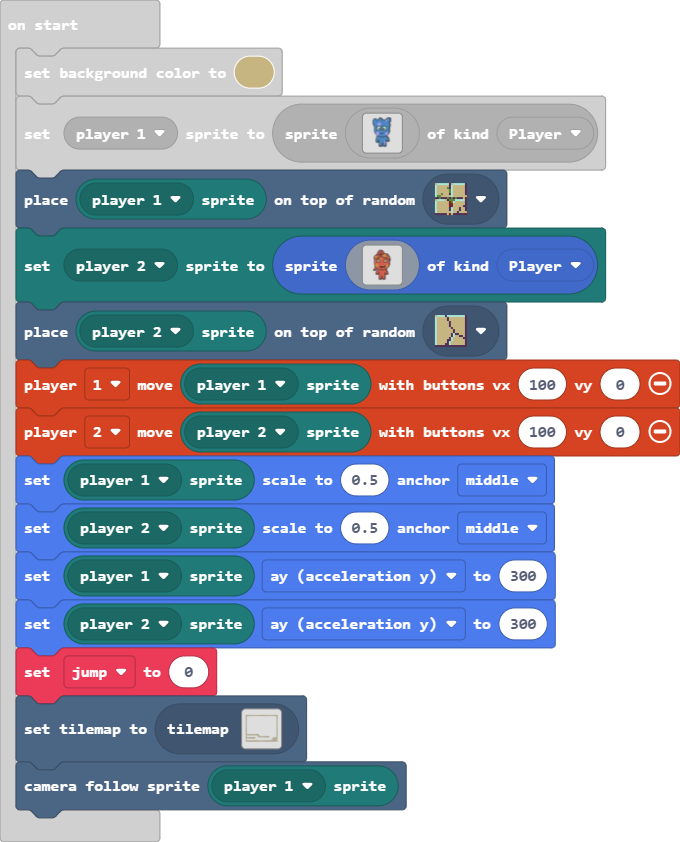 on start
set background color to
set player 1 sprite to sprite of kind Player
place player 1 sprite on top of random
set player 2 sprite to sprite of kind Player
place player 2 sprite on top of random
player 1 move player 1 sprite with buttons vx 100 vy 0
player 2 move player 2 sprite with buttons vx 100 vy 0
set player 1 sprite scale to 0.5 anchor middle
set player 2 sprite scale to 0.5 anchor middle
set player 1 sprite ay (acceleration y) to 300
set player 2 sprite ay (acceleration y) to 300
set jump to 0
set tilemap to tilemap
camera follow sprite player 1 sprite